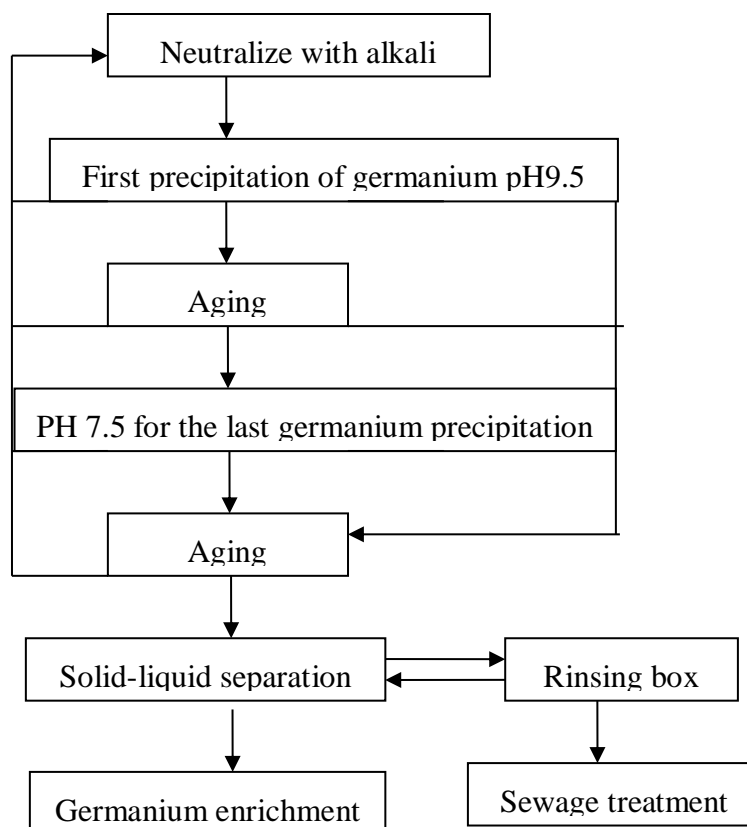 Neutralize with alkali
First precipitation of germanium pH9.5
Aging
PH 7.5 for the last germanium precipitation
Aging
Solid-liquid separation
Rinsing box
Germanium enrichment
Sewage treatment